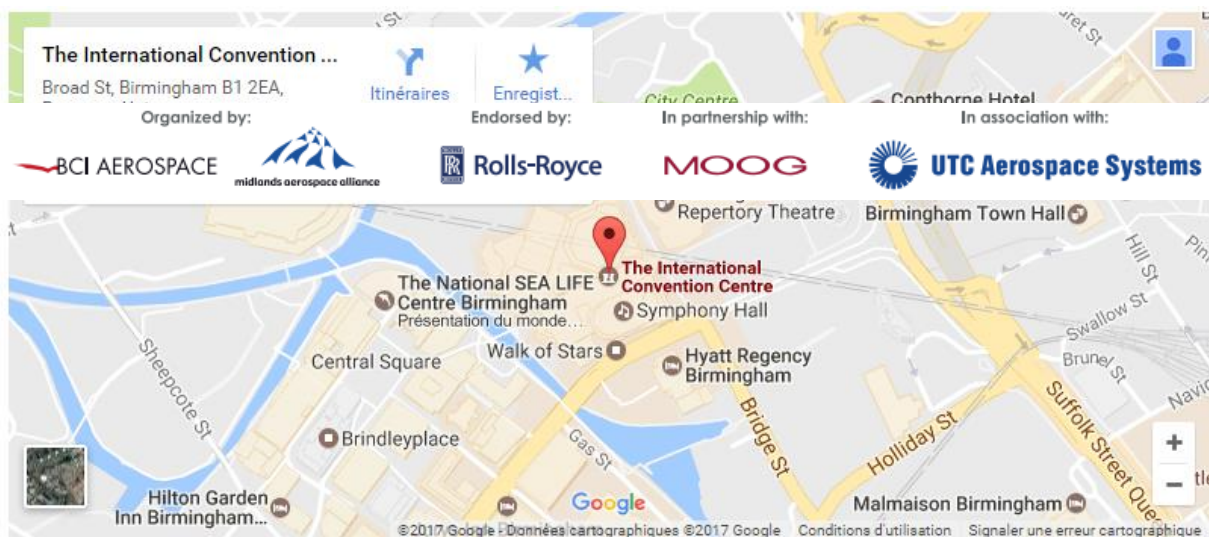 The International Convention ...
Broad St, Birmingham B1 2EA,
Itinéraires
Enregist...
City Centre
Copthorne Hotel
Organized by:
Endorsed by:
In partnership with:
In association with:
BCI AEROSPACE
midlands aerospace alliance
RR
Rolls-Royce
MOOG
UTC Aerospace Systems
Repertory Theatre
Birmingham Town Hall
Hill St
The International
Convention Centre
The National SEA LIFE
Centre Birmingham
Présentation du monde...
Symphony Hall
Swallow St
Brunel St
Walk of Stars
Central Square
Hyatt Regency
Birmingham
Sheepcote St
Brindleyplace
Gas St
Bridge St
Holliday St
Suffolk Street
+
−
Hilton Garden
Inn Birmingham...
Google
Malmaison Birmingham
©2017 Google - Données cartographiques ©2017 Google
Conditions d'utilisation
Signaler une erreur cartographique